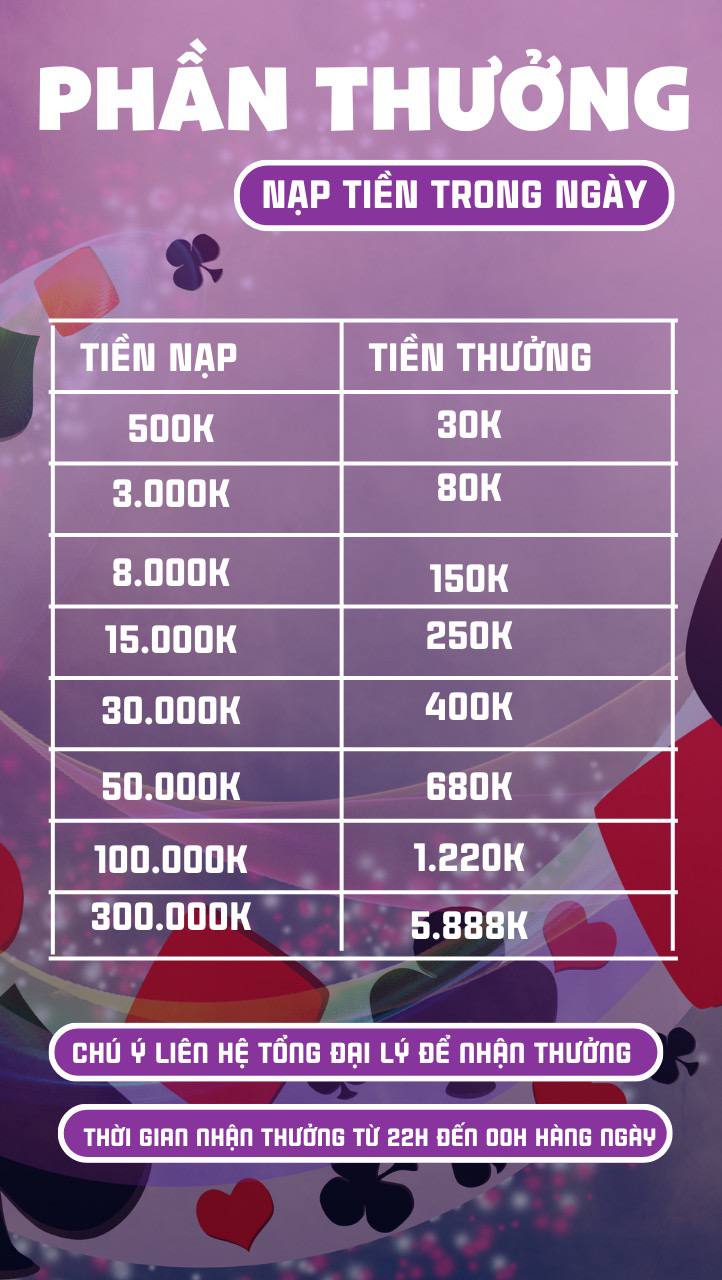 PHẦN THƯỞNG
NẠP TIỀN TRONG NGÀY
TIỀN NẠP TIỀN THƯỞNG
500K 30K
3.000K 80K
8.000K 150K
15.000K 250K
30.000K 400K
50.000K 680K
100.000K 1.220K
300.000K 5.888K
CHÚ Ý LIÊN HỆ TỔNG ĐẠI LÝ ĐỂ NHẬN THƯỞNG
THỜI GIAN NHẬN THƯỞNG TỪ 22H ĐẾN 00H HÀNG NGÀY